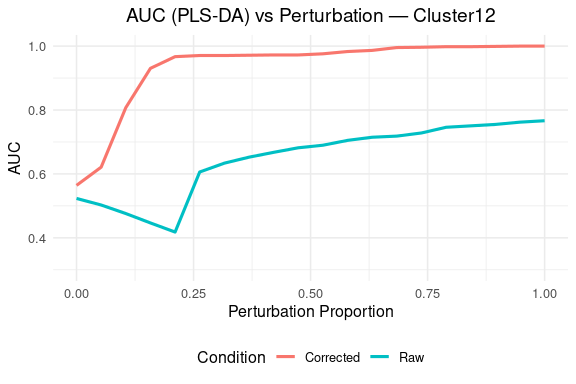 AUC (PLS-DA) vs Perturbation — Cluster12
1.0
0.8
0.6
0.4
AUC
0.00 0.25 0.50 0.75 1.00
Perturbation Proportion
Condition Corrected Raw